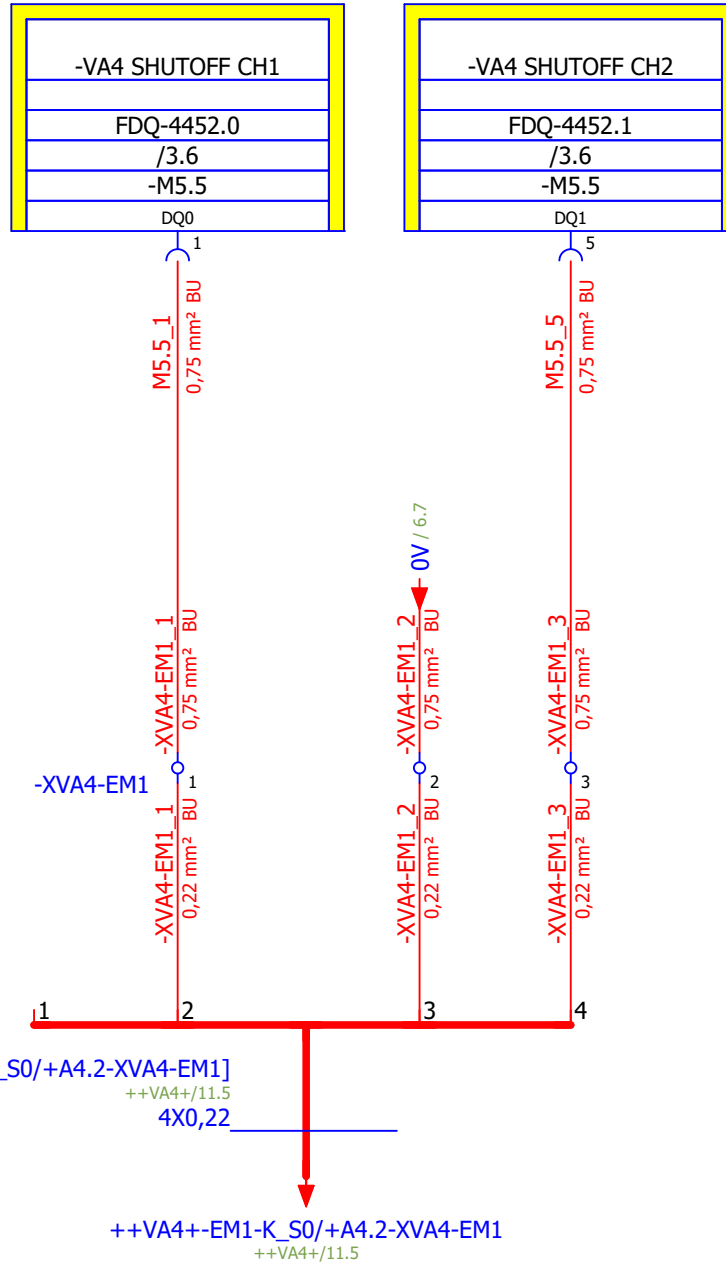 -VA4 SHUTOFF CH1
FDQ-4452.0
/3.6
-M5.5
DQ0
1
-VA4 SHUTOFF CH2
FDQ-4452.1
/3.6
-M5.5
DQ1
5
M5.5_1
0,75 mm² BU
M5.5_5
0,75 mm² BU
0V / 6.7
-XVA4-EM1_1
0,75 mm² BU
-XVA4-EM1_2
0,75 mm² BU
-XVA4-EM1_3
0,75 mm² BU
-XVA4-EM1
1
2
3
-XVA4-EM1_1
0,22 mm² BU
-XVA4-EM1_2
0,22 mm² BU
-XVA4-EM1_3
0,22 mm² BU
1
2
3
4
_S0/+A4.2-XVA4-EM1]
++VA4+/11.5
4X0,22
++VA4+-EM1-K_S0/+A4.2-XVA4-EM1
++VA4+/11.5